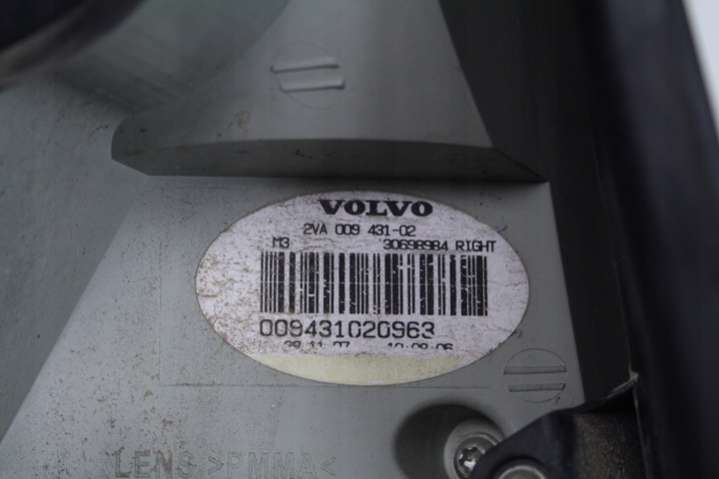 VOLVO
2VA 009 431-02
M3 30698984 RIGHT
009431020963
LENS >PMMA<